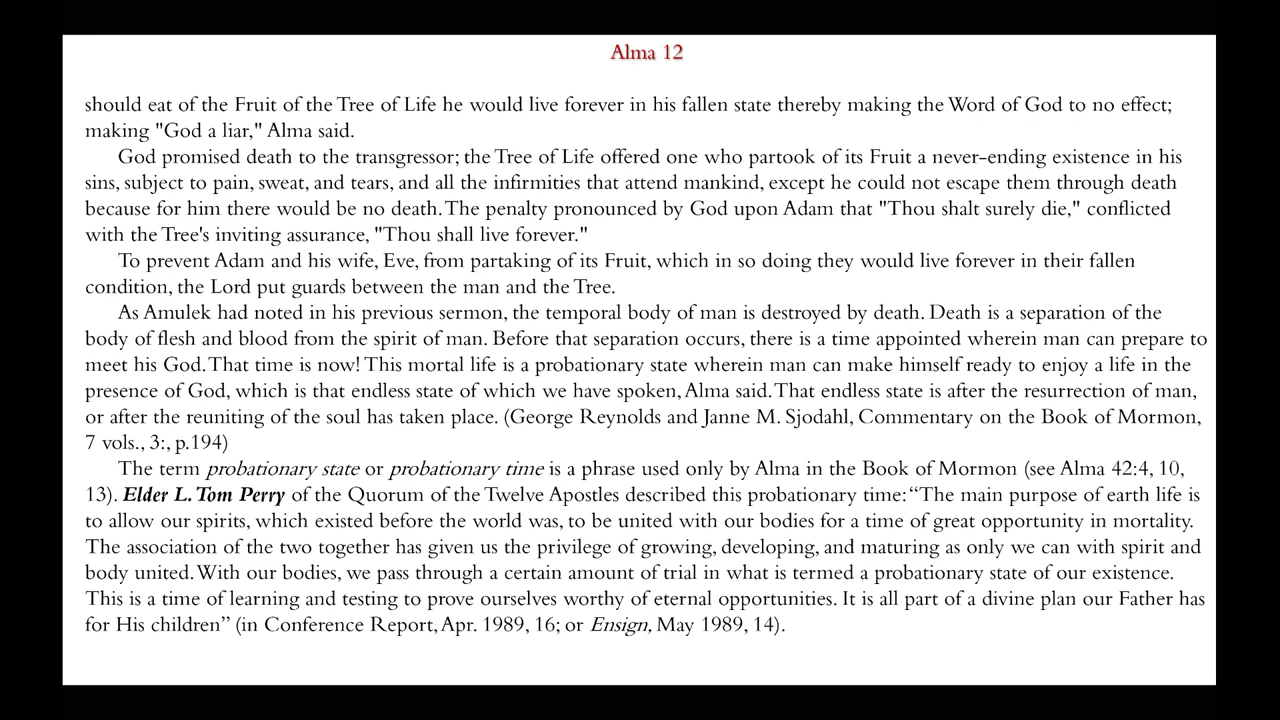 Alma 12
should eat of the Fruit of the Tree of Life he would live forever in his fallen state thereby making the Word of God to no effect;
making "God a liar," Alma said.
God promised death to the transgressor; the Tree of Life offered one who partook of its Fruit a never-ending existence in his
sins, subject to pain, sweat, and tears, and all the infirmities that attend mankind, except he could not escape them through death
because for him there would be no death. The penalty pronounced by God upon Adam that "Thou shalt surely die," conflicted
with the Tree's inviting assurance, "Thou shall live forever."
To prevent Adam and his wife, Eve, from partaking of its Fruit, which in so doing they would live forever in their fallen
condition, the Lord put guards between the man and the Tree.
As Amulek had noted in his previous sermon, the temporal body of man is destroyed by death. Death is a separation of the
body of flesh and blood from the spirit of man. Before that separation occurs, there is a time appointed wherein man can prepare to
meet his God. That time is now! This mortal life is a probationary state wherein man can make himself ready to enjoy a life in the
presence of God, which is that endless state of which we have spoken, Alma said. That endless state is after the resurrection of man,
or after the reuniting of the soul has taken place. (George Reynolds and Janne M. Sjodahl, Commentary on the Book of Mormon,
7 vols., 3:, p.194)
The term probationary state or probationary time is a phrase used only by Alma in the Book of Mormon (see Alma 42:4, 10,
13). Elder L. Tom Perry of the Quorum of the Twelve Apostles described this probationary time: “The main purpose of earth life is
to allow our spirits, which existed before the world was, to be united with our bodies for a time of great opportunity in mortality.
The association of the two together has given us the privilege of growing, developing, and maturing as only we can with spirit and
body united. With our bodies, we pass through a certain amount of trial in what is termed a probationary state of our existence.
This is a time of learning and testing to prove ourselves worthy of eternal opportunities. It is all part of a divine plan our Father has
for His children” (in Conference Report, Apr. 1989, 16; or Ensign, May 1989, 14).